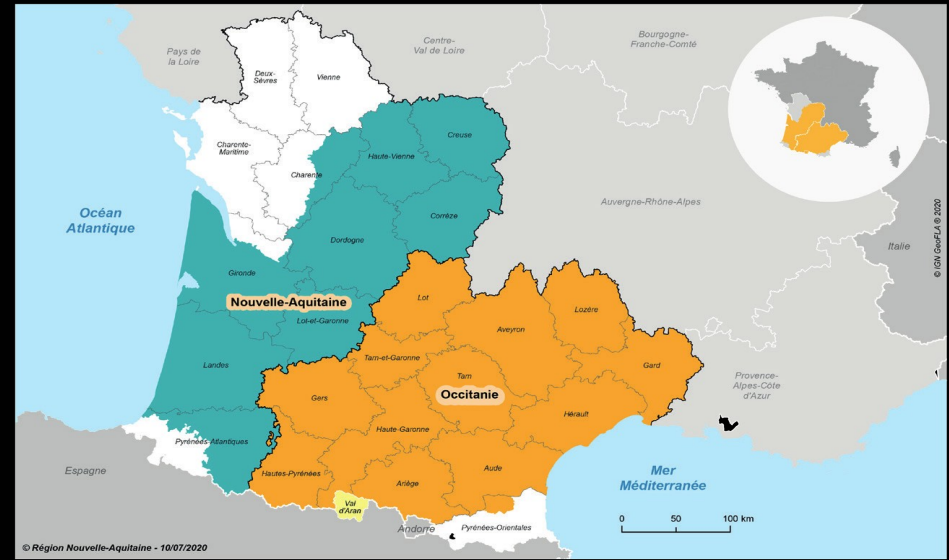 Centre-
Val de Loire
Bourgogne-
Franche-Comté
Pays de
la Loire
Deux-
Sèvres
Vienne
Charente-
Maritime
Charente
Creuse
Haute-Vienne
Corrèze
Dordogne
Auvergne-Rhône-Alpes
Océan
Atlantique
Italie
© IGN GeoFLA ® 2020
Gironde
Nouvelle-Aquitaine
Lot-et-Garonne
Lot
Lozère
Aveyron
Landes
Tarn-et-Garonne
Gard
Tarn
Provence-
Alpes-Côte
d'Azur
Gers
Occitanie
Hérault
Haute-Garonne
Pyrénées-Atlantiques
Espagne
Hautes-Pyrénées
Ariège
Aude
Mer
Méditerranée
Val
d'Aran
Andorre
Pyrénées-Orientales
0 50 100 km
© Région Nouvelle-Aquitaine - 10/07/2020